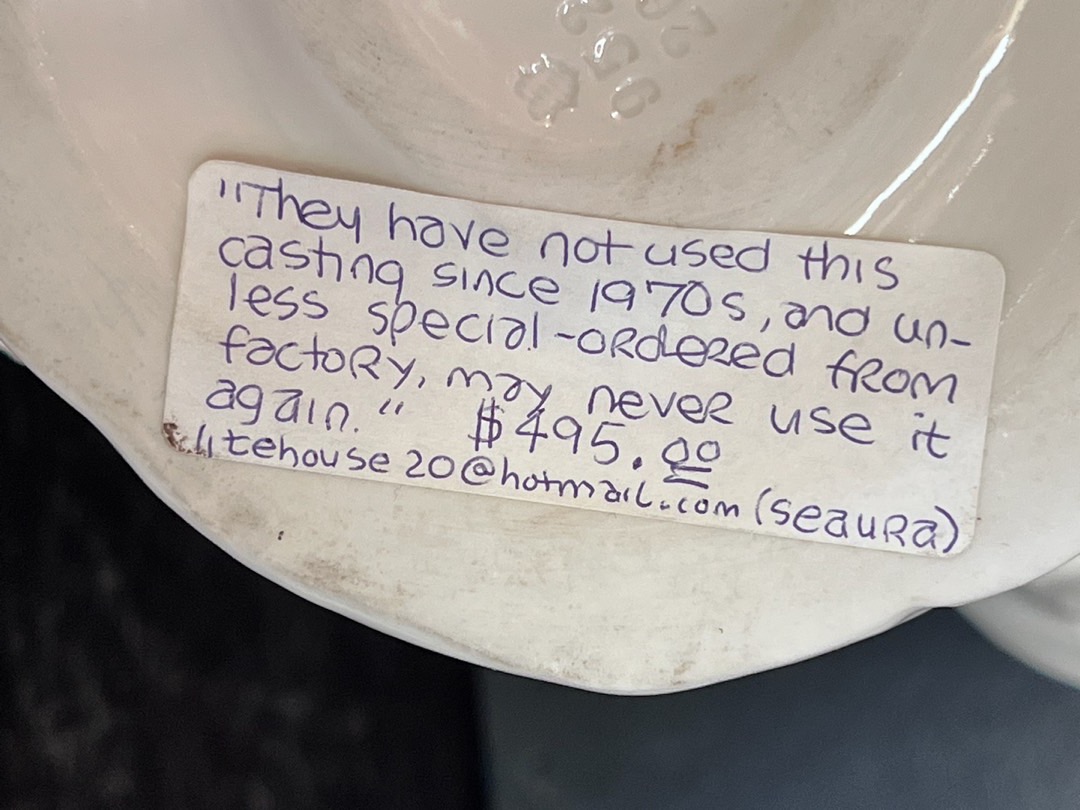 "They have not used this
casting since 1970s, and un-
less special-ordered from
factory, may never use it
again." $495.00
litehouse20@hotmail.com (seaura)